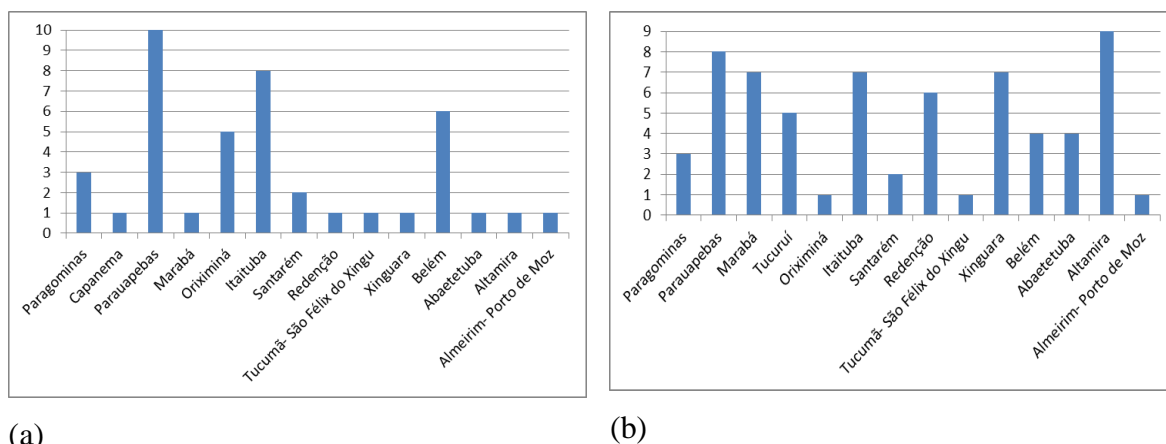 10
9
8
7
6
5
4
3
2
1
0
Paragominas
Capanema
Parauapebas
Marabá
Oriximiná
Itaituba
Santarém
Redenção
Tucumã- São Félix do Xingu
Xinguara
Belém
Abaetetuba
Altamira
Almeirim- Porto de Moz
(a)
9
8
7
6
5
4
3
2
1
0
Paragominas
Parauapebas
Marabá
Tucuruí
Oriximiná
Itaituba
Santarém
Redenção
Tucumã- São Félix do Xingu
Xinguara
Belém
Abaetetuba
Altamira
Almeirim- Porto de Moz
(b)